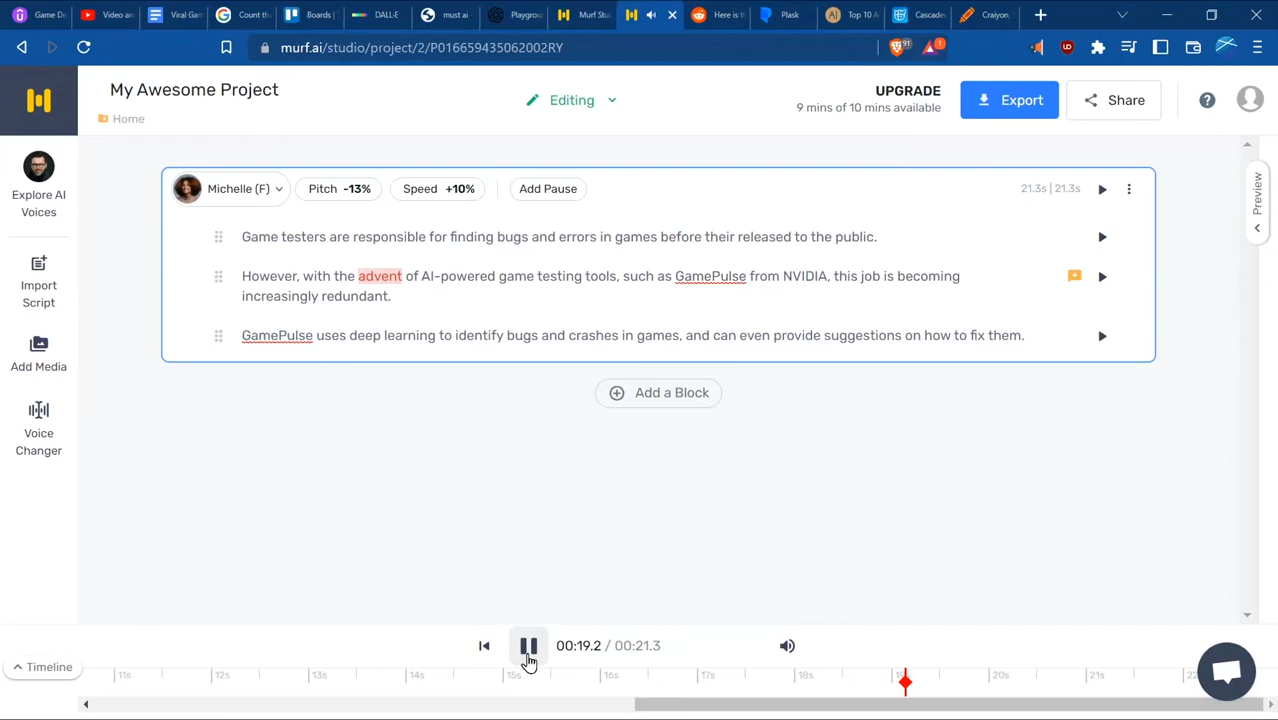 Game De
Video an
Viral Gam
Count th
Boards | T
DALL·E
must ai -
Playgrou
Murf Stu
Here is t
Plask
Top 10 A
Cascade
Craiyon,
murf.ai/studio/project/2/P016659435062002RY
91
1
My Awesome Project
Home
Editing
UPGRADE
9 mins of 10 mins available
Export
Share
Explore AI
Voices
Import
Script
Add Media
Voice
Changer
Michelle (F)
Pitch -13%
Speed +10%
Add Pause
21.3s | 21.3s
Preview
Game testers are responsible for finding bugs and errors in games before their released to the public.
However, with the advent of AI-powered game testing tools, such as GamePulse from NVIDIA, this job is becoming
increasingly redundant.
GamePulse uses deep learning to identify bugs and crashes in games, and can even provide suggestions on how to fix them.
Add a Block
00:19.2 / 00:21.3
Timeline
11s
12s
13s
14s
15s
16s
17s
18s
20s
21s